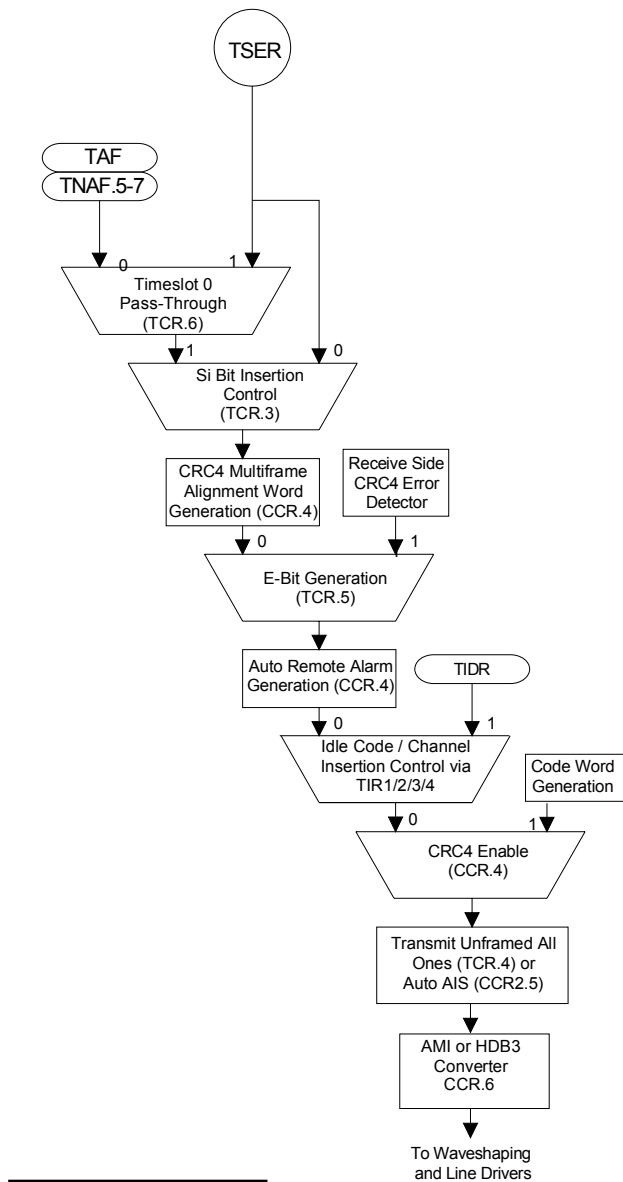 TSER
TAF
TNAF.5-7
0
1
Timeslot 0
Pass-Through
(TCR.6)
1
0
Si Bit Insertion
Control
(TCR.3)
CRC4 Multiframe
Alignment Word
Generation (CCR.4)
Receive Side
CRC4 Error
Detector
0
1
E-Bit Generation
(TCR.5)
Auto Remote Alarm
Generation (CCR.4)
TIDR
0
1
Idle Code / Channel
Insertion Control via
TIR1/2/3/4
Code Word
Generation
0
1
CRC4 Enable
(CCR.4)
Transmit Unframed All
Ones (TCR.4) or
Auto AIS (CCR2.5)
AMI or HDB3
Converter
CCR.6
To Waveshaping
and Line Drivers